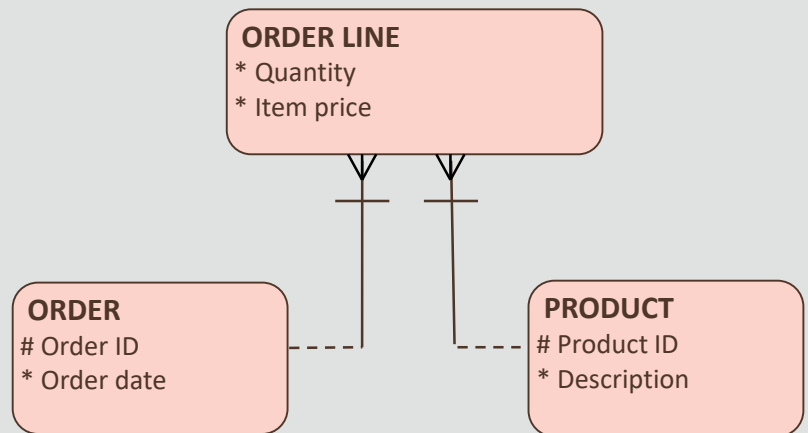 ORDER LINE
* Quantity
* Item price
ORDER
# Order ID
* Order date
PRODUCT
# Product ID
* Description